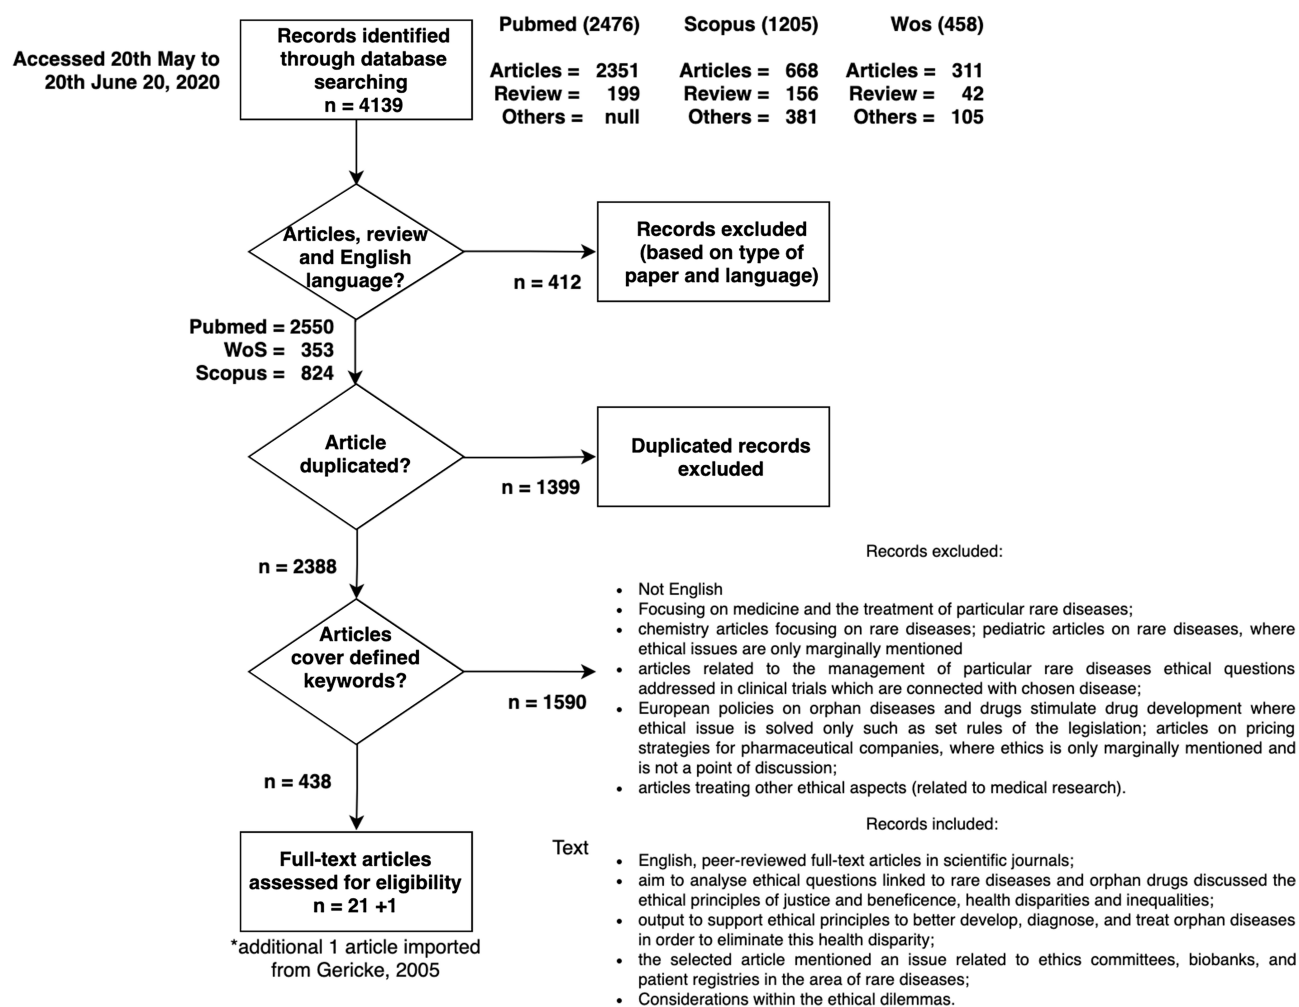 Accessed 20th May to
20th June 20, 2020
Records identified
through database
searching
n = 4139
Pubmed (2476)
Articles = 2351
Review = 199
Others = null
Scopus (1205)
Articles = 668
Review = 156
Others = 381
Wos (458)
Articles = 311
Review = 42
Others = 105
Articles, review
and English
language?
n = 412
Records excluded
(based on type of
paper and language)
Pubmed = 2550
WoS = 353
Scopus = 824
Article
duplicated?
n = 1399
Duplicated records
excluded
n = 2388
Articles
cover defined
keywords?
n = 1590
Records excluded:
• Not English
• Focusing on medicine and the treatment of particular rare diseases;
• chemistry articles focusing on rare diseases; pediatric articles on rare diseases, where
ethical issues are only marginally mentioned
• articles related to the management of particular rare diseases ethical questions
addressed in clinical trials which are connected with chosen disease;
• European policies on orphan diseases and drugs stimulate drug development where
ethical issue is solved only such as set rules of the legislation; articles on pricing
strategies for pharmaceutical companies, where ethics is only marginally mentioned and
is not a point of discussion;
• articles treating other ethical aspects (related to medical research).
n = 438
Full-text articles
assessed for eligibility
n = 21 +1
*additional 1 article imported
from Gericke, 2005
Text
Records included:
• English, peer-reviewed full-text articles in scientific journals;
• aim to analyse ethical questions linked to rare diseases and orphan drugs discussed the
ethical principles of justice and beneficence, health disparities and inequalities;
• output to support ethical principles to better develop, diagnose, and treat orphan diseases
in order to eliminate this health disparity;
• the selected article mentioned an issue related to ethics committees, biobanks, and
patient registries in the area of rare diseases;
• Considerations within the ethical dilemmas.